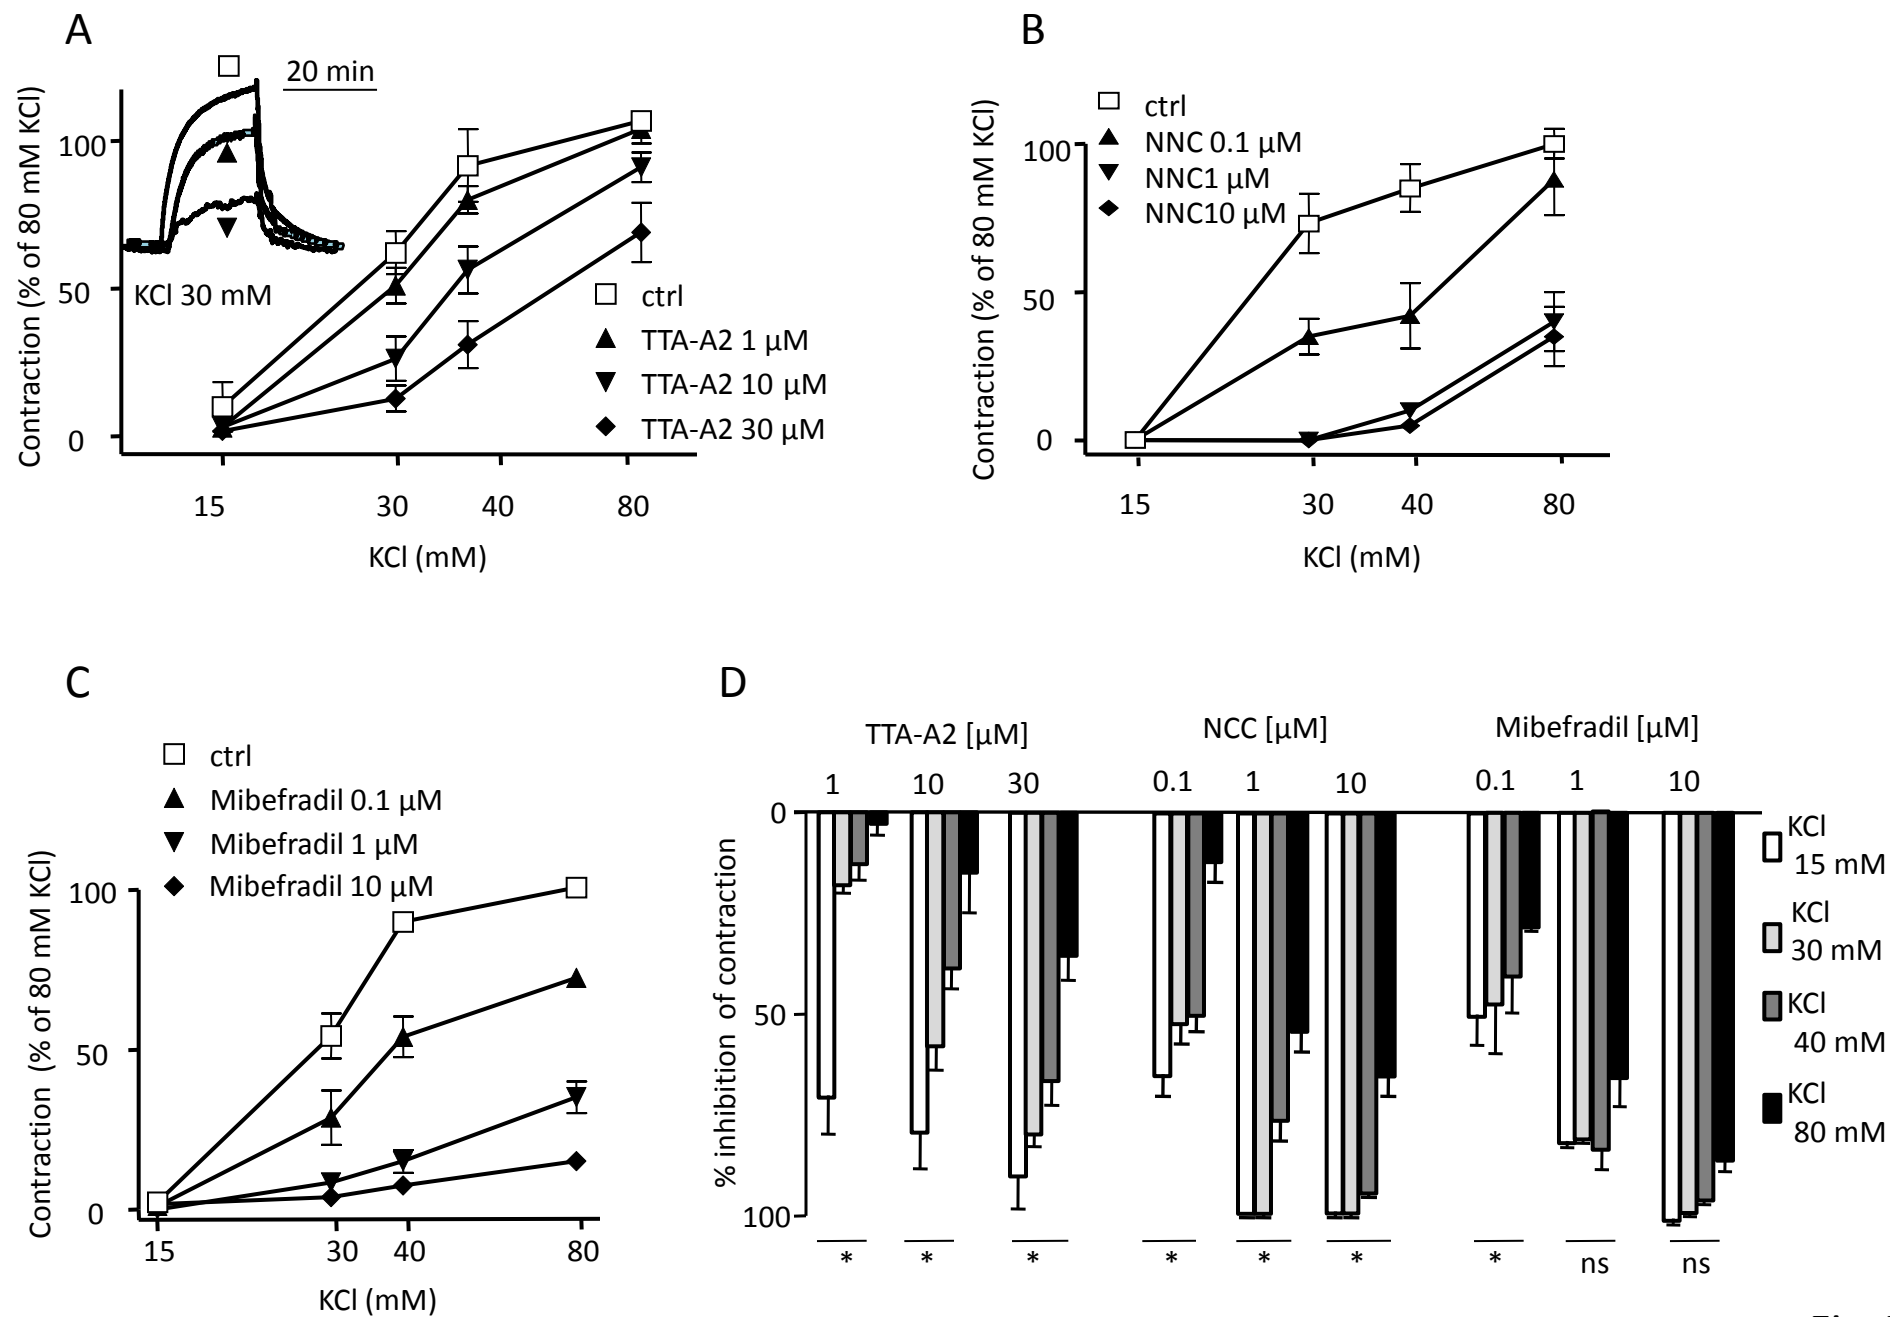 A
20 min
100
50
0
Contraction (% of 80 mM KCl)
KCl 30 mM
ctrl
TTA-A2 1 µM
TTA-A2 10 µM
TTA-A2 30 µM
15 30 40 80
KCl (mM)
B
ctrl
NNC 0.1 µM
NNC1 µM
NNC10 µM
100
50
0
Contraction (% of 80 mM KCl)
15 30 40 80
KCl (mM)
C
ctrl
Mibefradil 0.1 µM
Mibefradil 1 µM
Mibefradil 10 µM
100
50
0
Contraction (% of 80 mM KCl)
15 30 40 80
KCl (mM)
D
TTA-A2 [µM] NCC [µM] Mibefradil [µM]
1 10 30 0.1 1 10 0.1 1 10
0
50
100
% inhibition of contraction
* * * * * * * ns ns
KCl
15 mM
KCl
30 mM
KCl
40 mM
KCl
80 mM